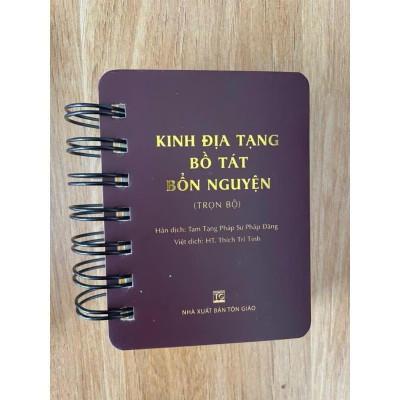 KINH ĐỊA TẠNG
BỒ TÁT
BỔN NGUYỆN
(TRỌN BỘ)
Hán dịch: Tam Tạng Pháp Sư Pháp Đăng
Việt dịch: HT. Thích Trí Tịnh
NHÀ XUẤT BẢN TÔN GIÁO